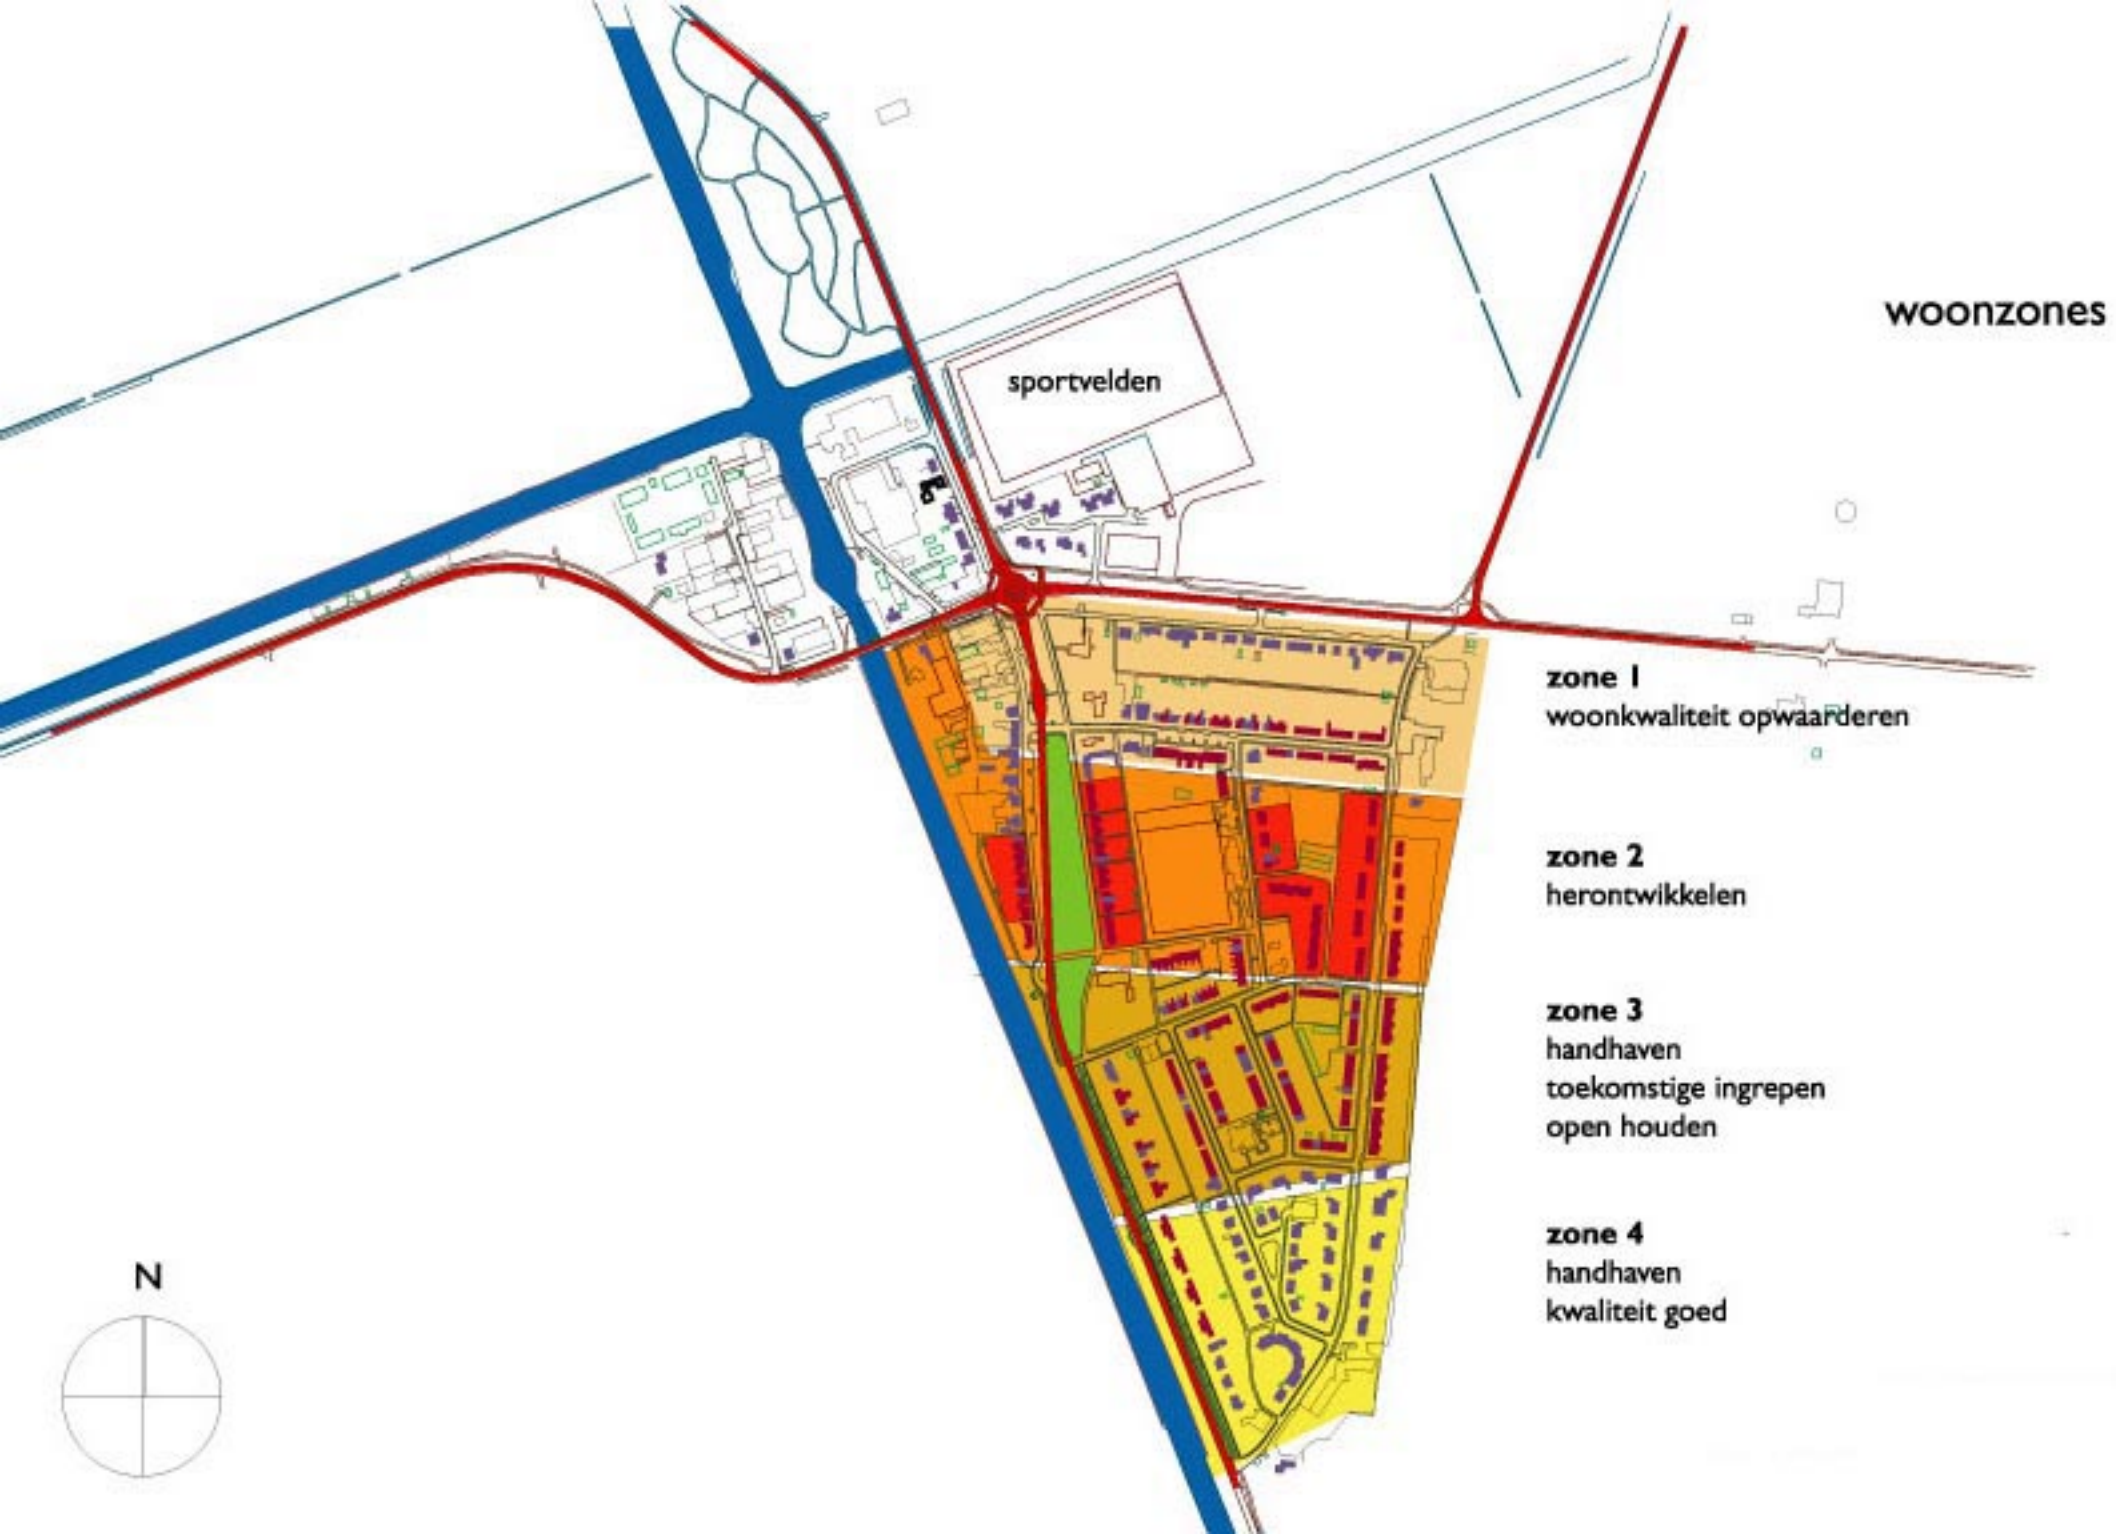 woonzones
sportvelden
zone 1
woonkwaliteit opwaarderen
zone 2
herontwikkelen
zone 3
handhaven
toekomstige ingrepen
open houden
zone 4
handhaven
kwaliteit goed
N